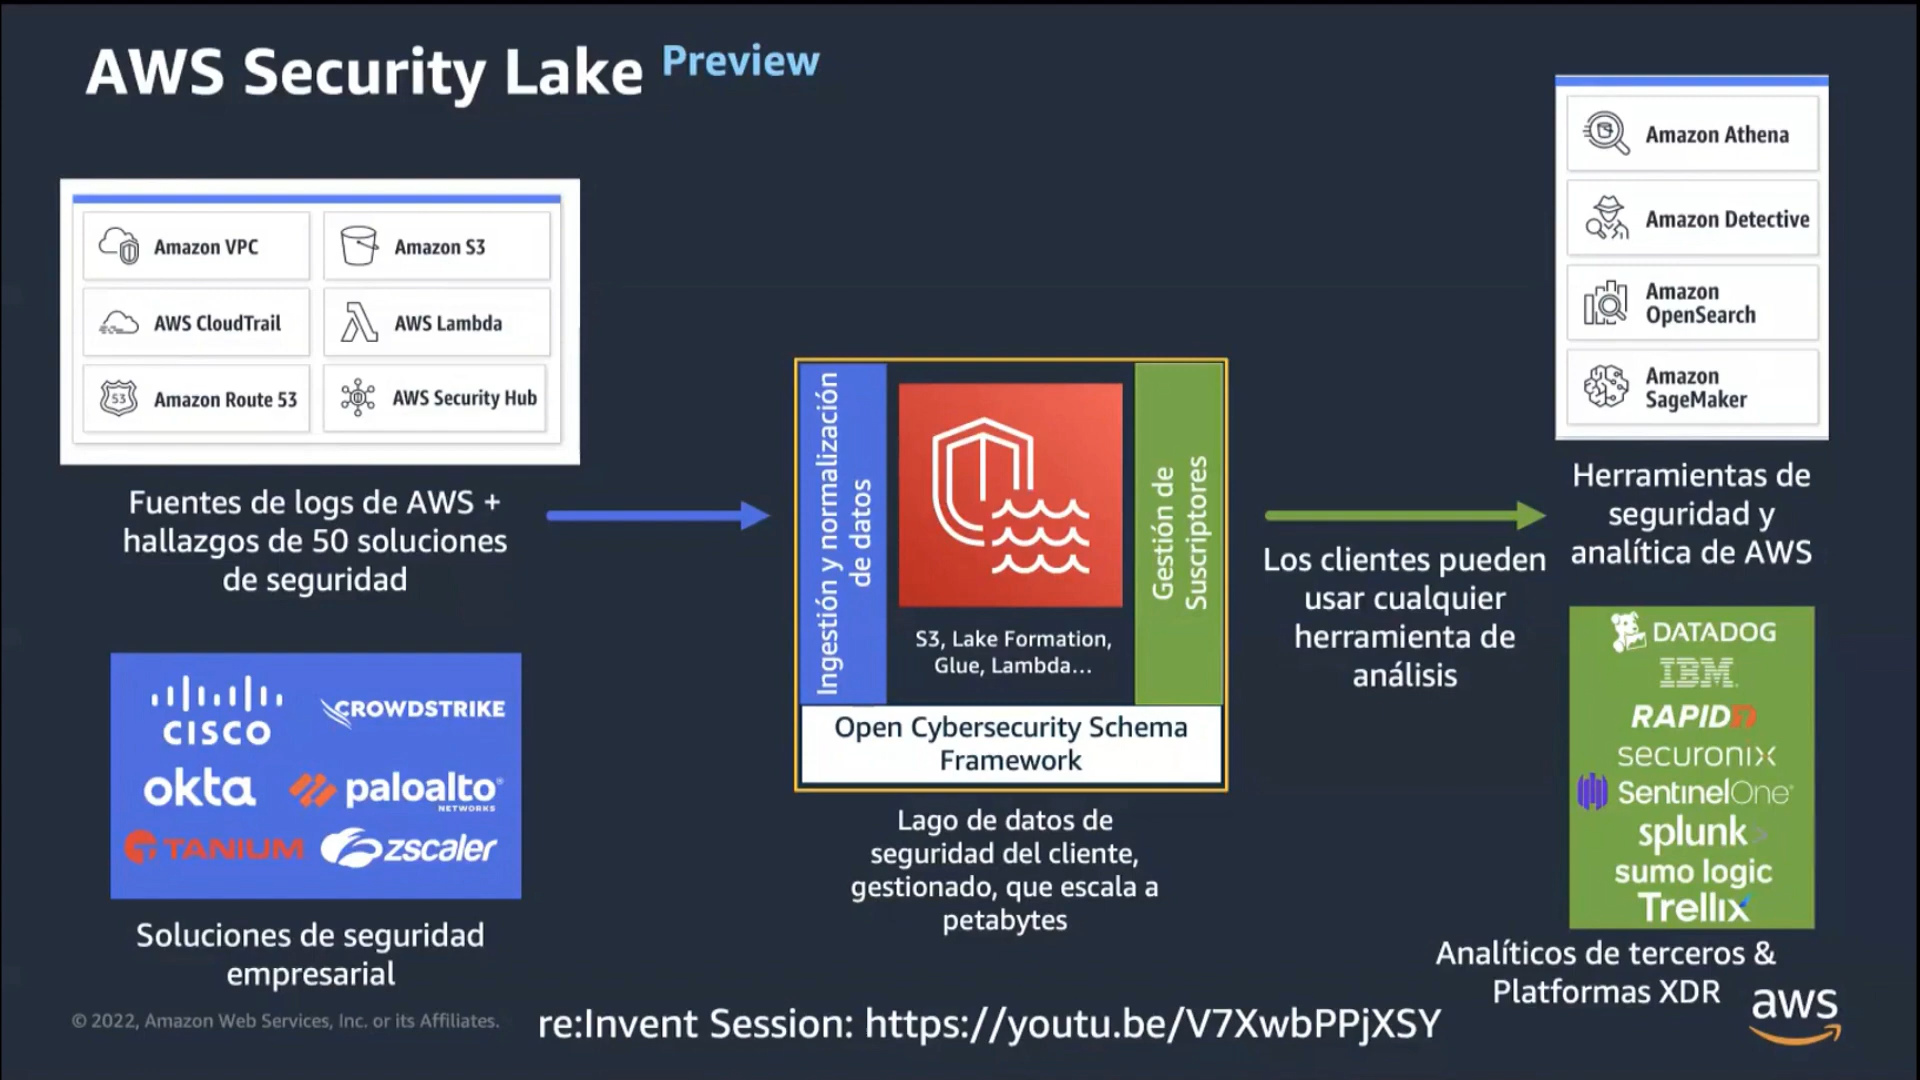 AWS Security Lake Preview
Amazon VPC
Amazon S3
AWS CloudTrail
AWS Lambda
53
Amazon Route 53
AWS Security Hub
Fuentes de logs de AWS +
hallazgos de 50 soluciones
de seguridad
CISCO
CROWDSTRIKE
okta
paloalto
NETWORKS
TANIUM
zscaler
Soluciones de seguridad
empresarial
Ingestión y normalización
de datos
S3, Lake Formation,
Glue, Lambda...
Gestión de
Suscriptores
Open Cybersecurity Schema
Framework
Lago de datos de
seguridad del cliente,
gestionado, que escala a
petabytes
Los clientes pueden
usar cualquier
herramienta de
análisis
Amazon Athena
Amazon Detective
Amazon
OpenSearch
Amazon
SageMaker
Herramientas de
seguridad y
analítica de AWS
DATADOG
IBM
RAPID7
securonix
SentinelOne
splunk>
sumo logic
Trellix
Analíticos de terceros &
Platformas XDR
aws
© 2022, Amazon Web Services, Inc. or its Affiliates.
re:Invent Session: https://youtu.be/V7XwbPPjXSY